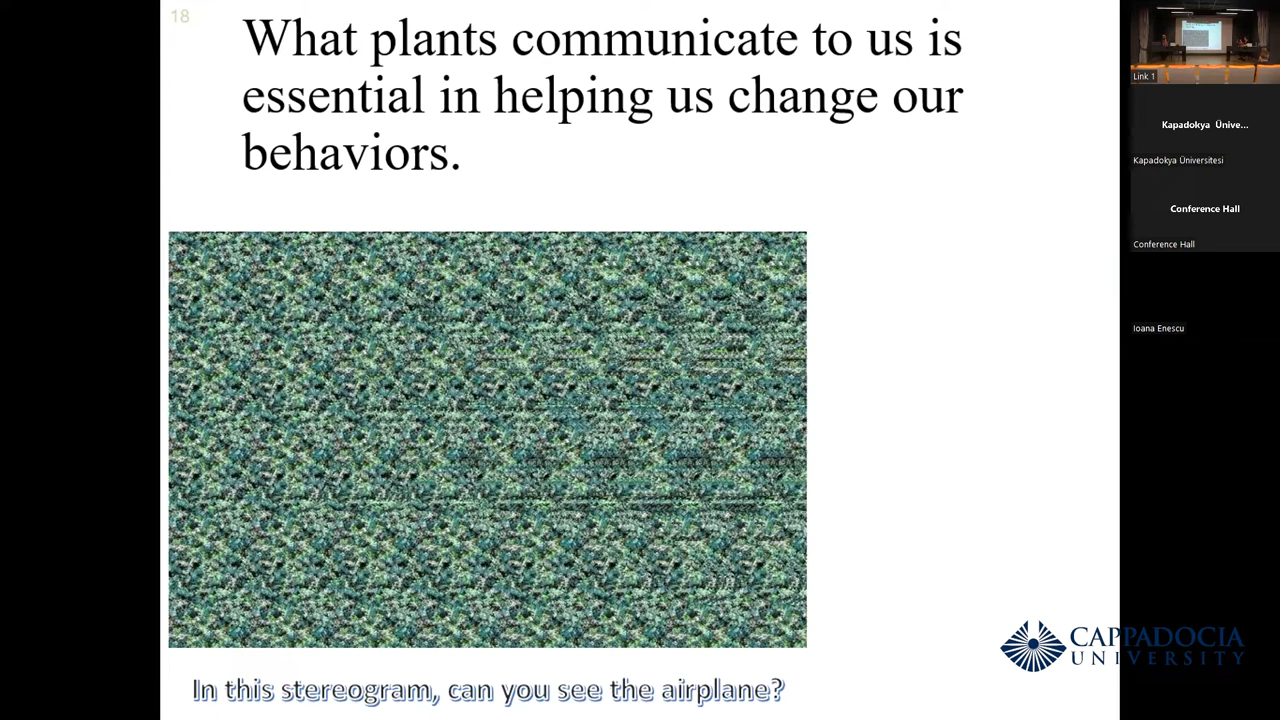 18
What plants communicate to us is
essential in helping us change our
behaviors.
In this stereogram, can you see the airplane?
CAPPADOCIA
UNIVERSITY
Link 1
Kapadokya Ünive...
Kapadokya Üniversitesi
Conference Hall
Conference Hall
Ioana Enescu